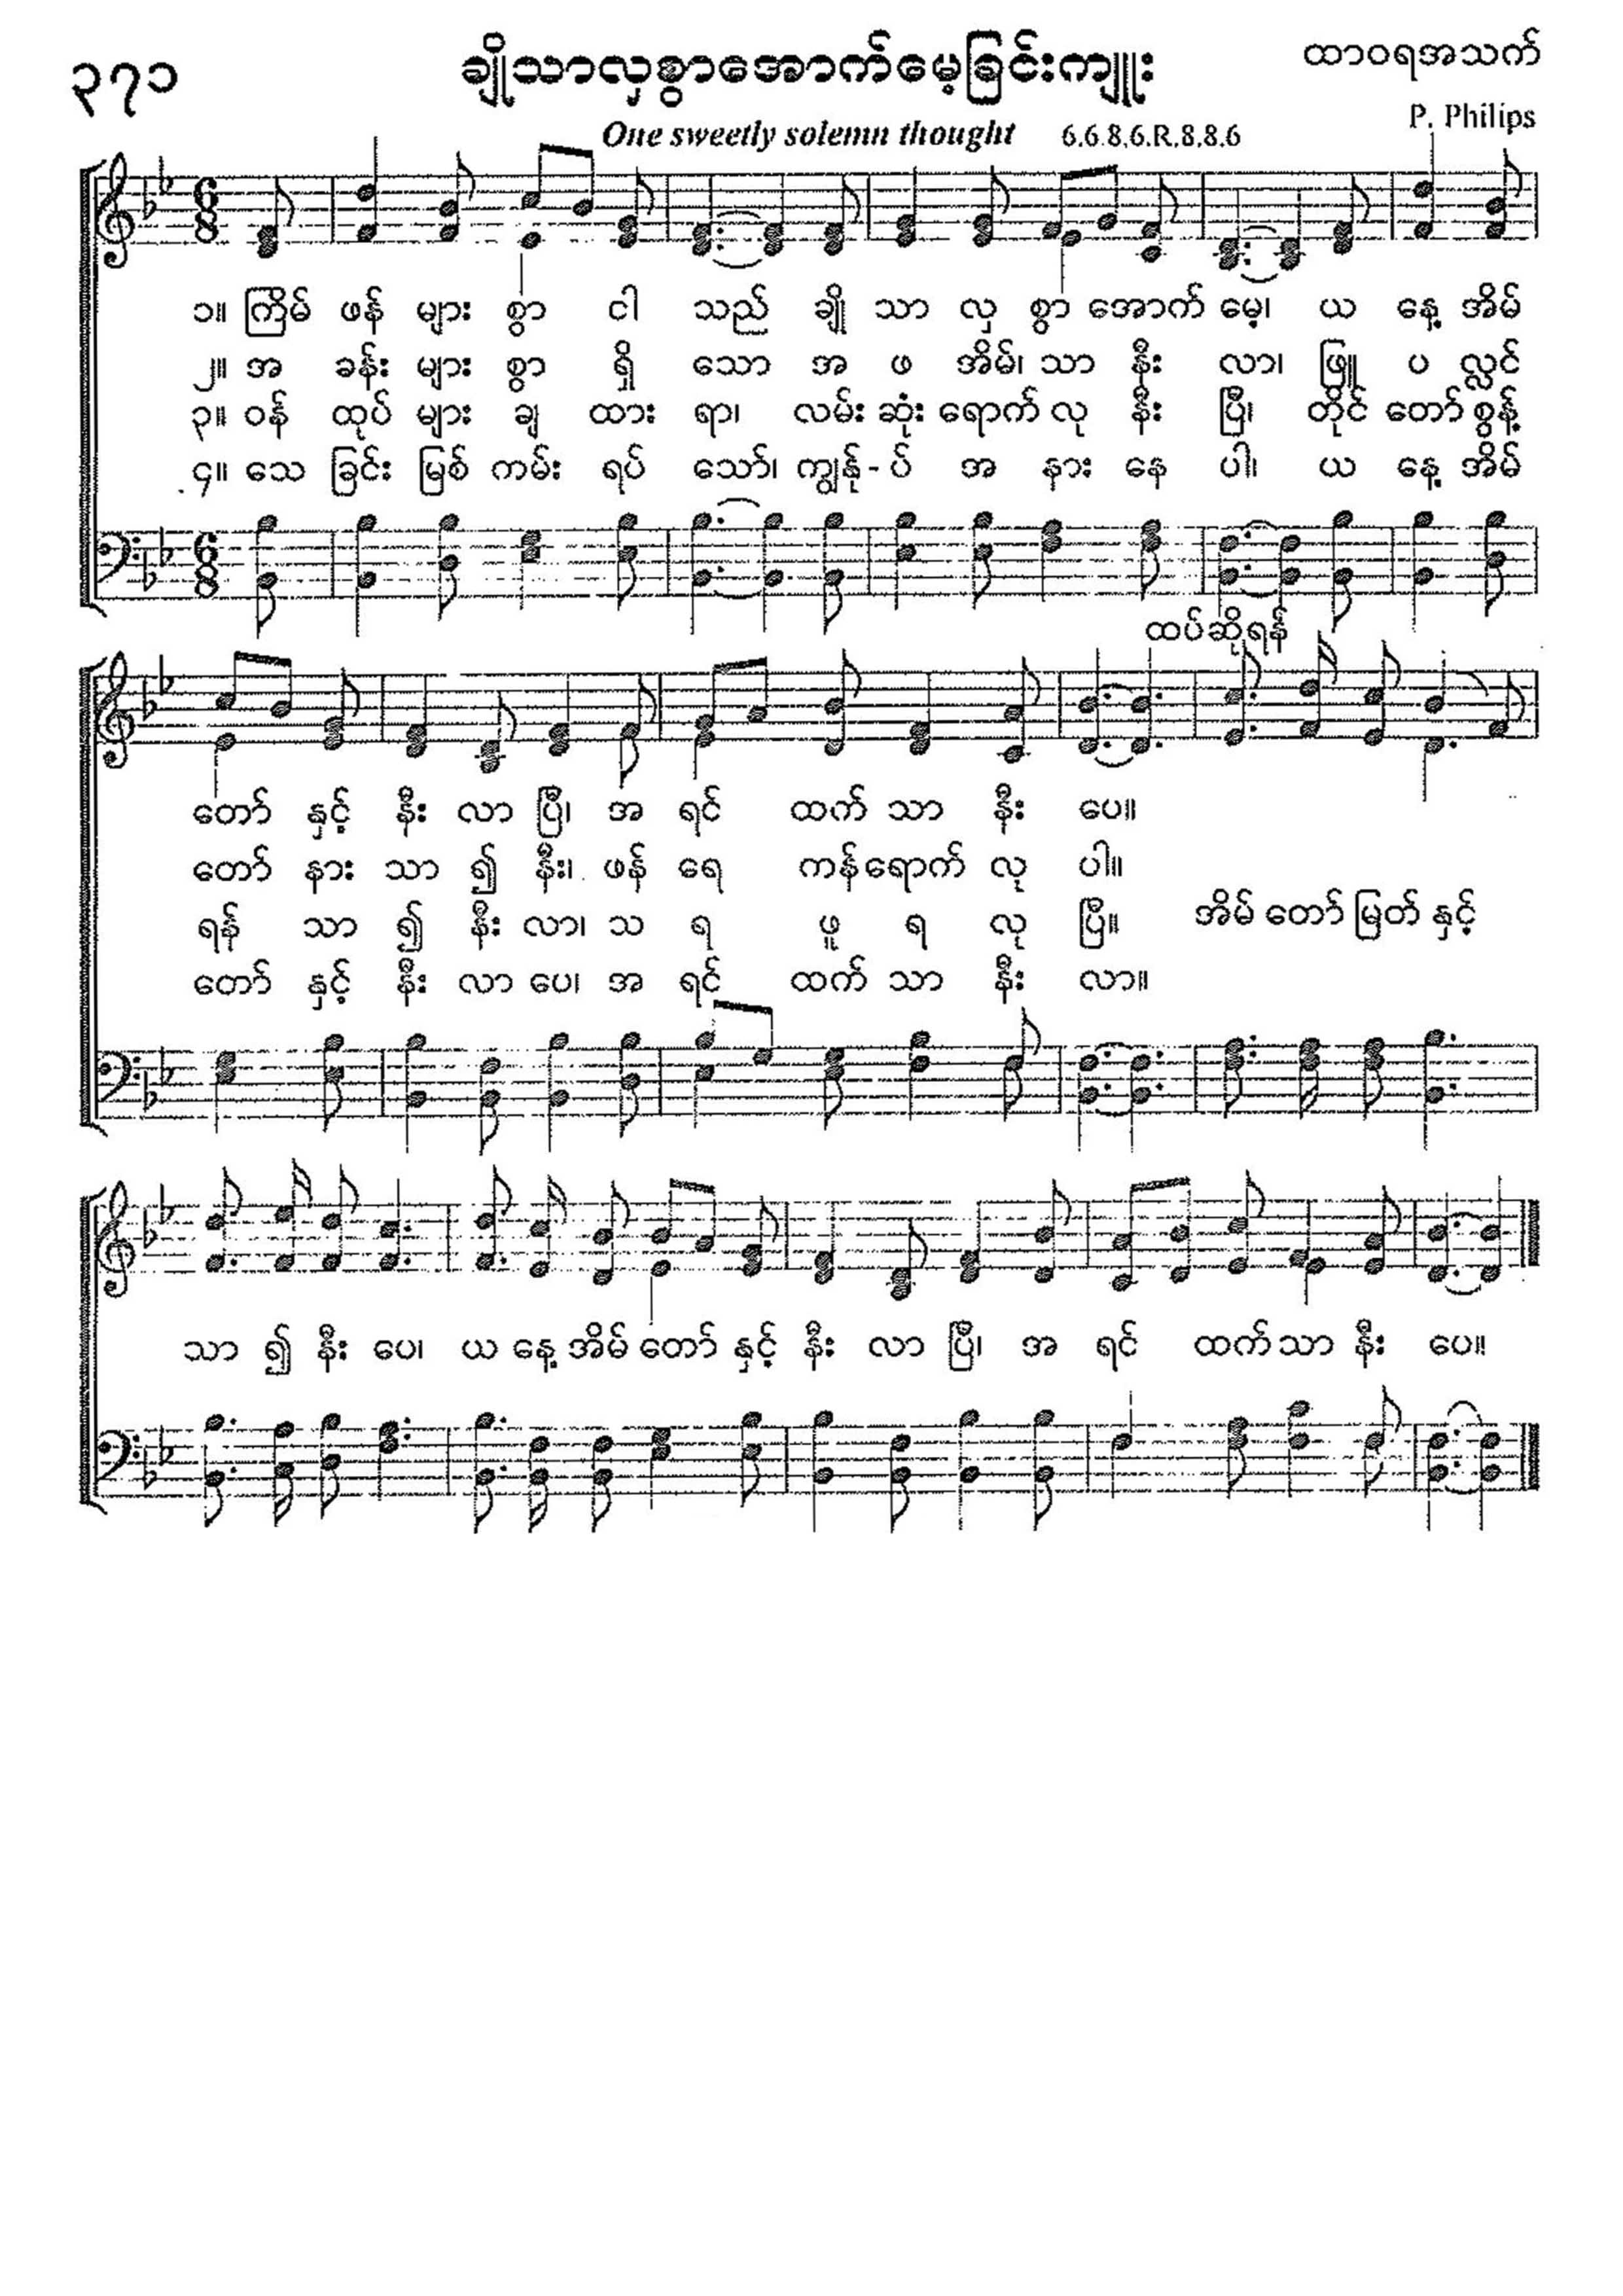 ၃၇၁ ချိုသာလှစွာအောက်မေ့ခြင်းကျူး ထာဝရအသက်
One sweetly solemn thought 6.6.8.6.R.8.8.6 P. Philips
၁။ ကြိမ် ဖန် များ စွာ ငါ သည် ချို သာ လှ စွာ အောက် မေ့၊ ယ နေ့ အိမ်
၂။ အ ခန်း များ စွာ ရှိ သော အ ဖ အိမ်၊ သာ နီး လာ၊ ဖြူ ပ လ္လင်
၃။ ဝန် ထုပ် များ ချ ထား ရာ၊ လမ်း ဆုံး ရောက် လု နီး ပြီ၊ တိုင် တော် စွန့်
၄။ သေ ခြင်း မြစ် ကမ်း ရပ် သော်၊ ကျွန်ု - ပ် အ နား နေ ပါ၊ ယ နေ့ အိမ်
ထပ်ဆိုရန်
တော် နှင့် နီး လာ ပြီ၊ အ ရင် ထက် သာ နီး ပေ။
တော် နား သာ ၍ နီး၊ ဖန် ရေ ကန် ရောက် လု ပါ။
ရန် သာ ၍ နီး လာ၊ သ ရ ဖူ ရ လု ပြီ။ အိမ် တော် မြတ် နှင့်
တော် နှင့် နီး လာ ပေ၊ အ ရင် ထက် သာ နီး လာ။
သာ ၍ နီး ပေ၊ ယ နေ့ အိမ် တော် နှင့် နီး လာ ပြီ၊ အ ရင် ထက် သာ နီး ပေ။